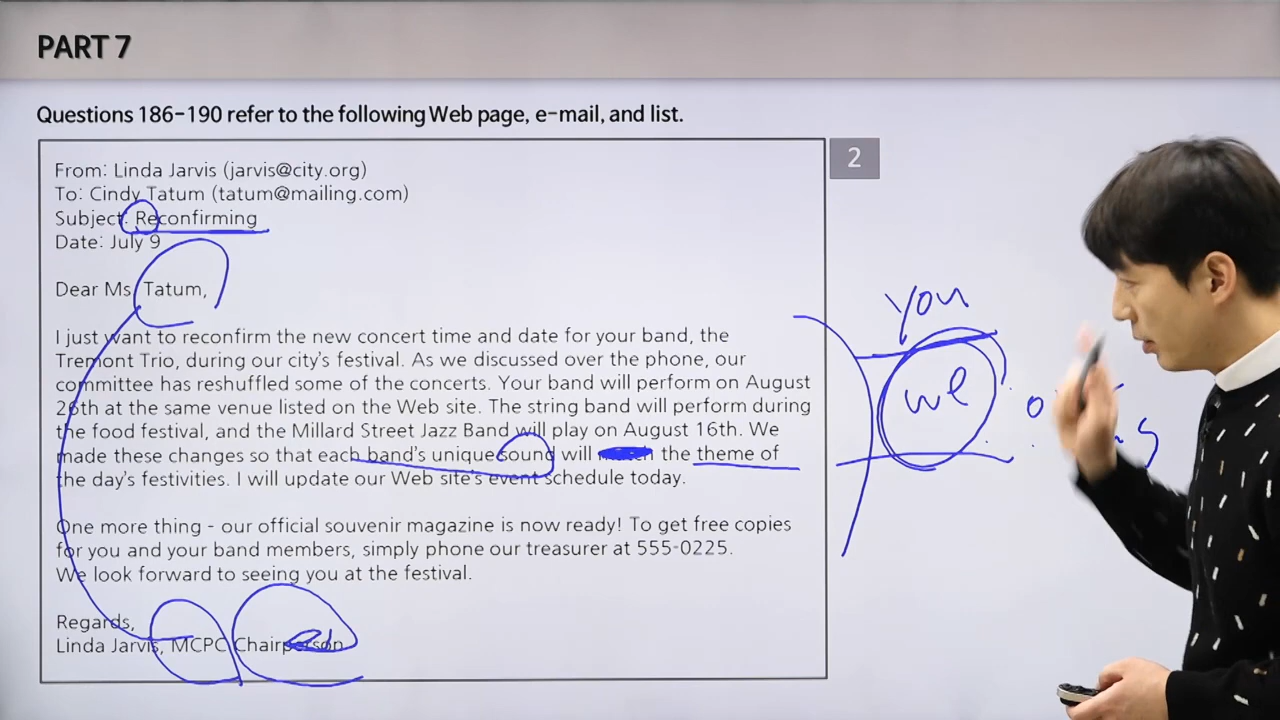 PART 7
Questions 186-190 refer to the following Web page, e-mail, and list.
2
From: Linda Jarvis (jarvis@city.org)
To: Cindy Tatum (tatum@mailing.com)
Subject: Reconfirming
Date: July 9
Dear Ms. Tatum,
I just want to reconfirm the new concert time and date for your band, the
Tremont Trio, during our city's festival. As we discussed over the phone, our
committee has reshuffled some of the concerts. Your band will perform on August
26th at the same venue listed on the Web site. The string band will perform during
the food festival, and the Millard Street Jazz Band will play on August 16th. We
made these changes so that each band's unique sound will the theme of
the day's festivities. I will update our Web site's event schedule today.
One more thing - our official souvenir magazine is now ready! To get free copies
for you and your band members, simply phone our treasurer at 555-0225.
We look forward to seeing you at the festival.
Regards,
Linda Jarvis, MCPC Chairperson
you
we